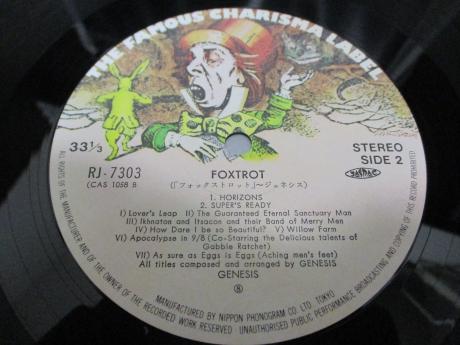 THE FAMOUS CHARISMA LABEL
33 1/3
STEREO
SIDE 2
RJ-7303
(CAS 1058 B)
FOXTROT
(「フォックストロット」~ジェネシス)
1. HORIZONS
2. SUPER'S READY
I) Lover's Leap II) The Guaranteed Eternal Sanctuary Man
III) Ikhnaton and Itsacon and their Band of Merry Men
IV) How Dare I be so Beautiful? V) Willow Farm
VI) Apocalypse in 9/8 (Co-Starring the Delicious talents of
Gabble Ratchet)
VII) As sure as Eggs is Eggs (Aching men's feet)
All titles composed and arranged by GENESIS
GENESIS
ALL RIGHTS OF THE MANUFACTURER AND OF THE OWNER OF THE RECORDED WORK RESERVED UNAUTHORISED PUBLIC PERFORMANCE BROADCASTING AND COPYING OF THIS RECORD PROHIBITED
MANUFACTURED BY NIPPON PHONOGRAM CO. LTD. TOKYO.